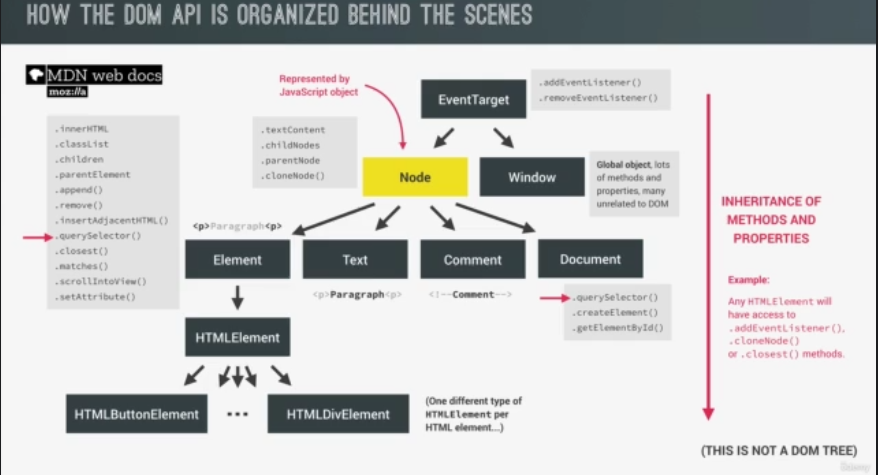 HOW THE DOM API IS ORGANIZED BEHIND THE SCENES
MDN web docs
moz://a
Represented by
JavaScript object
EventTarget
.addEventListener()
.removeEventListener()
.innerHTML
.classList
.children
.parentElement
.append()
.remove()
.insertAdjacentHTML()
.querySelector()
.closest()
.matches()
.scrollIntoView()
.setAttribute()
.textContent
.childNodes
.parentNode
.cloneNode()
Node
Window
Global object, lots
of methods and
properties, many
unrelated to DOM
<p>Paragraph<p>
Element
Text
Comment
Document
<p>Paragraph<p>
<!--Comment-->
.querySelector()
.createElement()
.getElementById()
HTMLElement
HTMLButtonElement
...
HTMLDivElement
(One different type of
HTMLElement per
HTML element...)
INHERITANCE OF
METHODS AND
PROPERTIES
Example:
Any HTMLElement will
have access to
.addEventListener(),
.cloneNode()
or .closest() methods.
(THIS IS NOT A DOM TREE)
Udemy